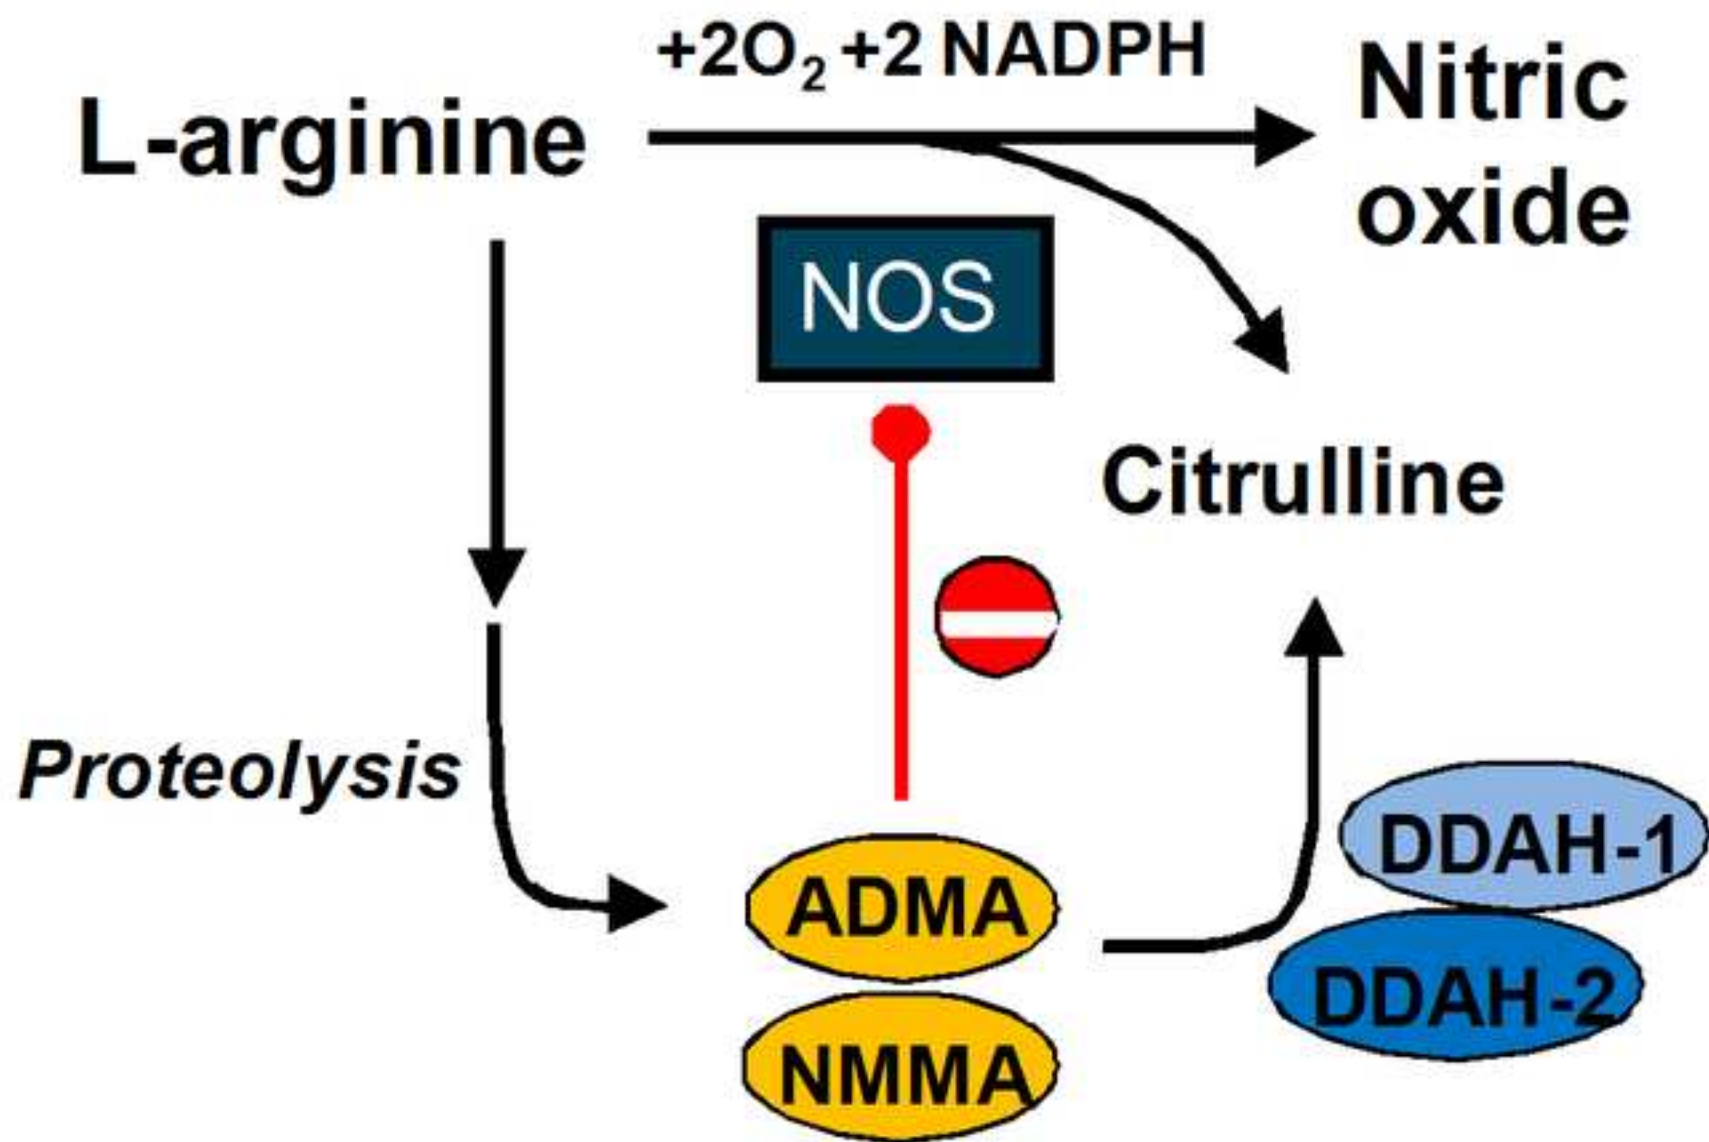 +2O₂ +2 NADPH
L-arginine
Nitric
oxide
NOS
Citrulline
Proteolysis
ADMA
NMMA
DDAH-1
DDAH-2